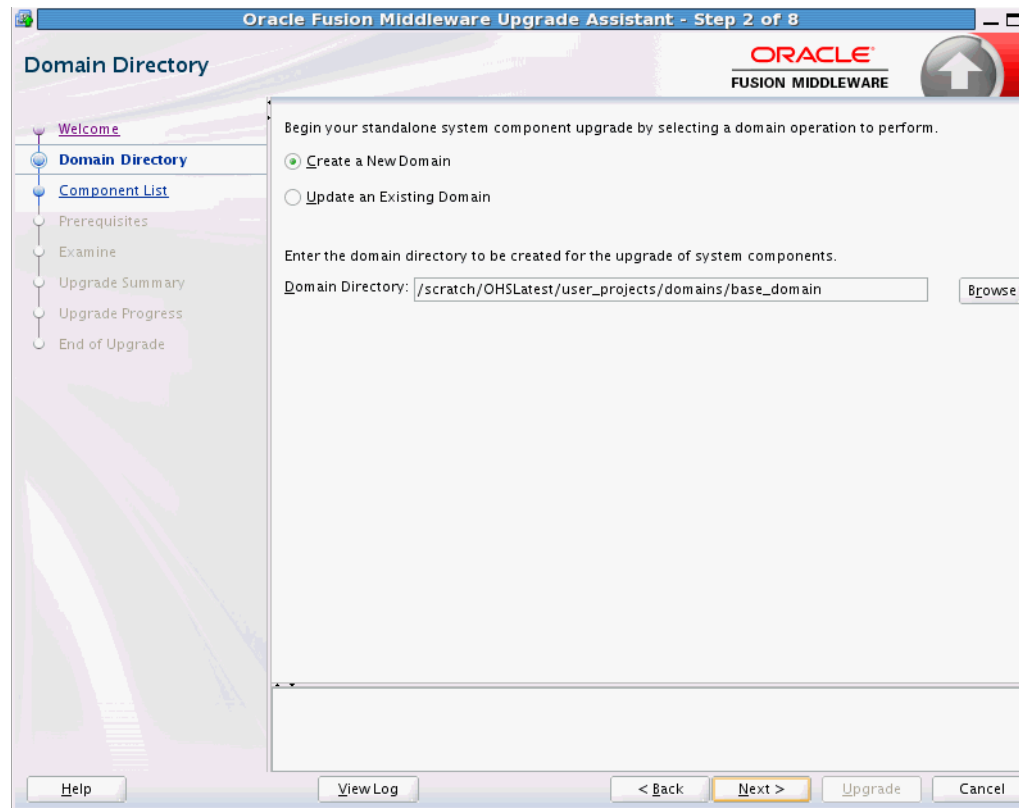 Oracle Fusion Middleware Upgrade Assistant - Step 2 of 8
Domain Directory
ORACLE
FUSION MIDDLEWARE
Welcome
Domain Directory
Component List
Prerequisites
Examine
Upgrade Summary
Upgrade Progress
End of Upgrade
Begin your standalone system component upgrade by selecting a domain operation to perform.
Create a New Domain
Update an Existing Domain
Enter the domain directory to be created for the upgrade of system components.
Domain Directory: /scratch/OHSLatest/user_projects/domains/base_domain Browse
Help View Log < Back Next > Upgrade Cancel